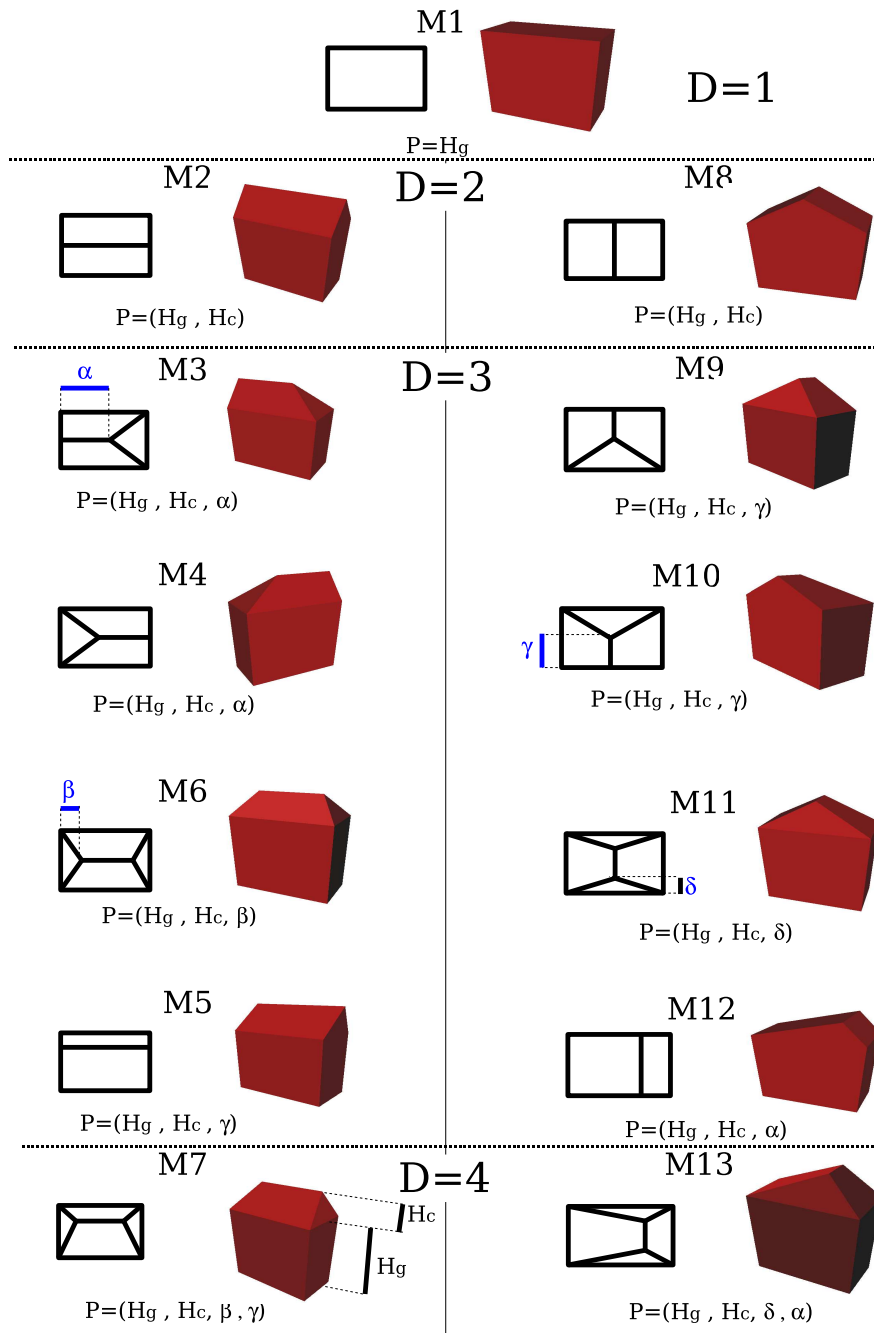 M1
D=1
P=Hg
M2
D=2
M8
P=(Hg , Hc)
P=(Hg , Hc)
α
M3
D=3
M9
P=(Hg , Hc , α)
P=(Hg , Hc , γ)
M4
M10
γ
P=(Hg , Hc , α)
P=(Hg , Hc , γ)
β
M6
M11
δ
P=(Hg , Hc, β)
P=(Hg , Hc, δ)
M5
M12
P=(Hg , Hc , γ)
P=(Hg , Hc , α)
M7
D=4
M13
Hc
Hg
P=(Hg , Hc, β , γ)
P=(Hg , Hc, δ , α)